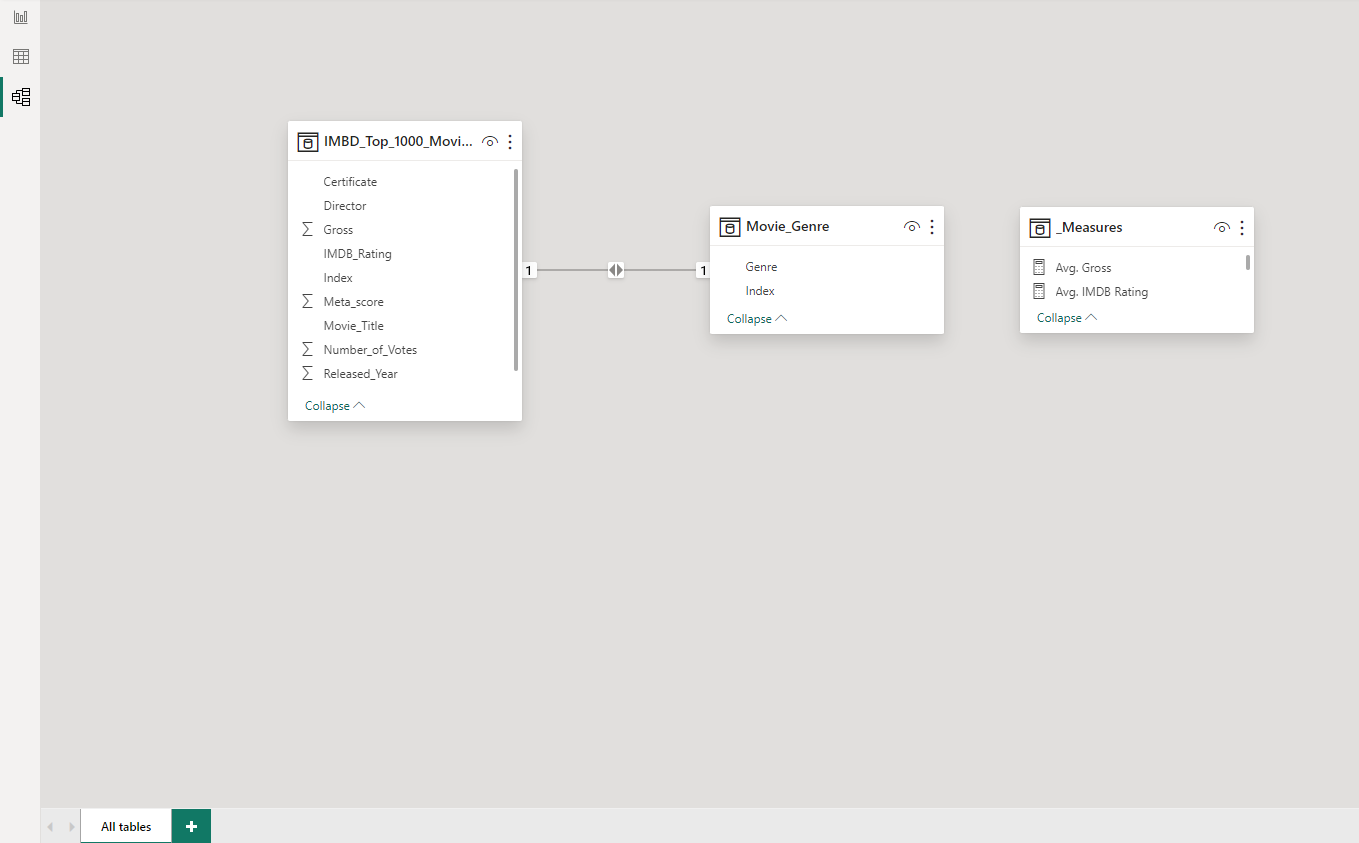 IMBD_Top_1000_Movi...
Certificate
Director
Gross
IMDB_Rating
Index
Meta_score
Movie_Title
Number_of_Votes
Released_Year
Collapse
1
1
Movie_Genre
Genre
Index
Collapse
_Measures
Avg. Gross
Avg. IMDB Rating
Collapse
All tables